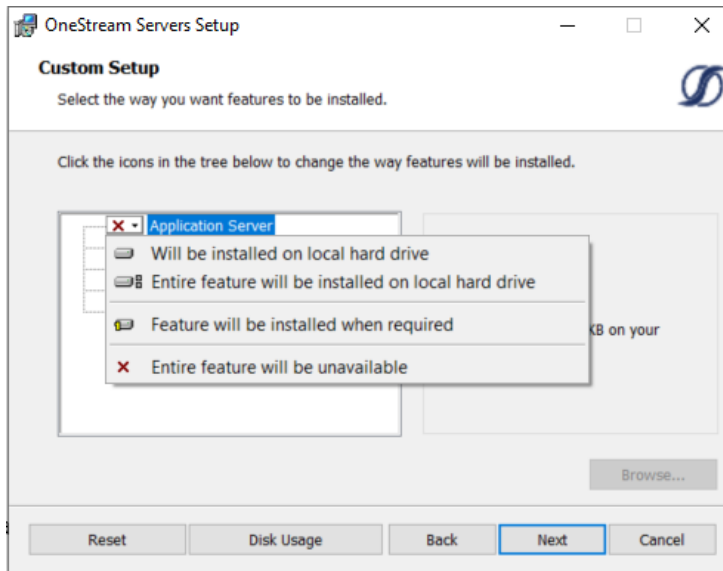 OneStream Servers Setup
Custom Setup
Select the way you want features to be installed.
Click the icons in the tree below to change the way features will be installed.
Application Server
Will be installed on local hard drive
Entire feature will be installed on local hard drive
Feature will be installed when required
KB on your
Entire feature will be unavailable
Browse...
Reset
Disk Usage
Back
Next
Cancel